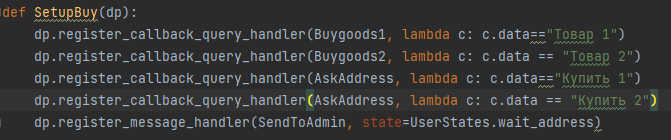 def SetupBuy(dp):
    dp.register_callback_query_handler(Buygoods1, lambda c: c.data=="Товар 1")
    dp.register_callback_query_handler(Buygoods2, lambda c: c.data == "Товар 2")
    dp.register_callback_query_handler(AskAddress, lambda c: c.data=="Купить 1")
    dp.register_callback_query_handler(AskAddress, lambda c: c.data == "Купить 2")
    dp.register_message_handler(SendToAdmin, state=UserStates.wait_address)